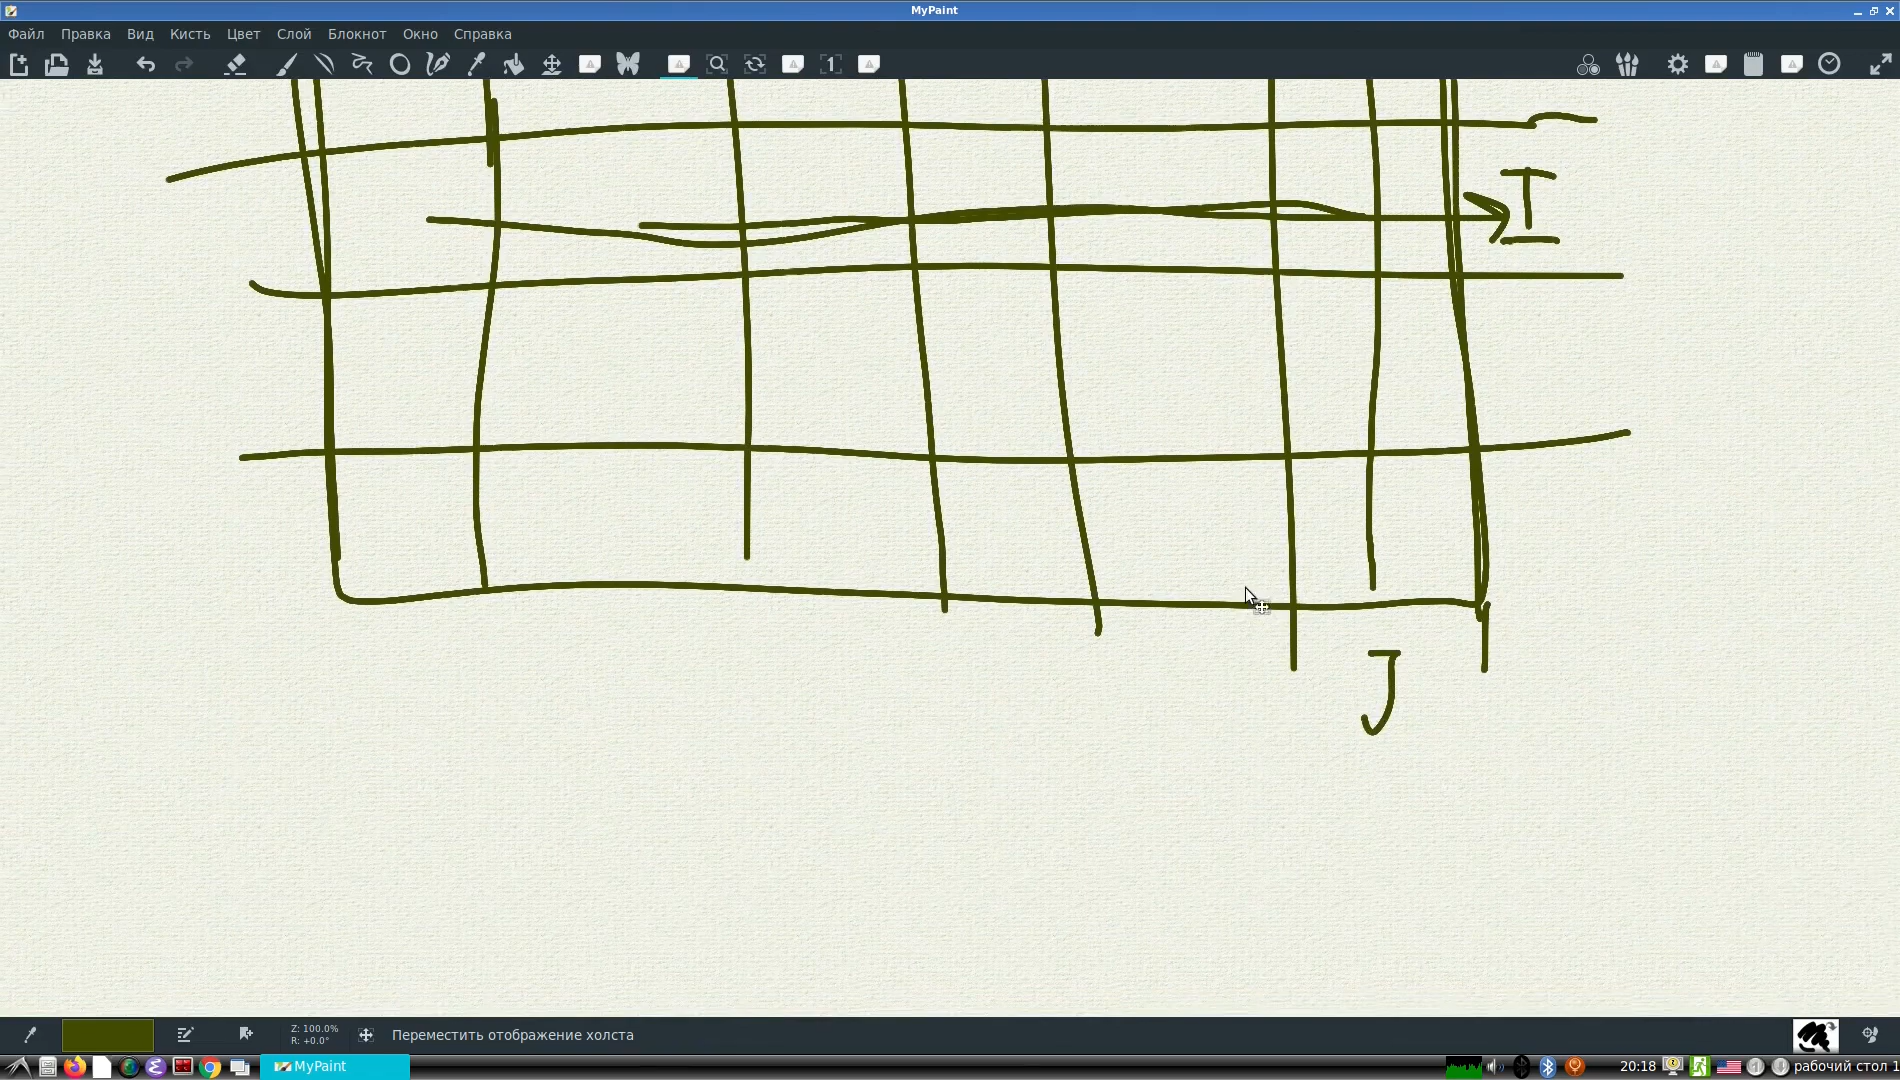 MyPaint
Файл Правка Вид Кисть Цвет Слой Блокнот Окно Справка
I
J
Z: 100.0%
R: +0.0°
Переместить отображение холста
MyPaint
20:18
рабочий стол 1